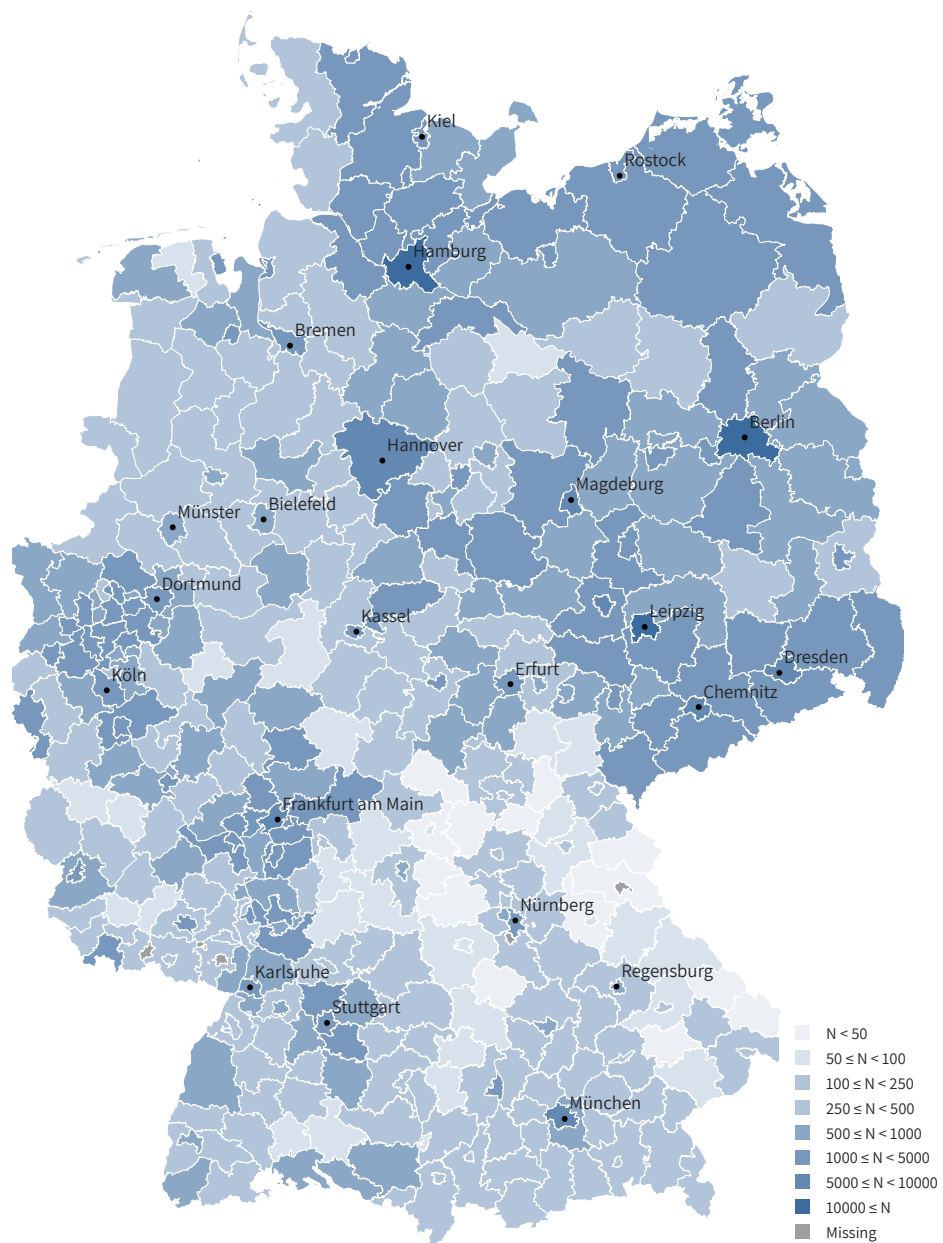 Kiel
Rostock
Hamburg
Bremen
Berlin
Hannover
Magdeburg
Münster
Bielefeld
Dortmund
Kassel
Leipzig
Dresden
Köln
Erfurt
Chemnitz
Frankfurt am Main
Nürnberg
Karlsruhe
Regensburg
Stuttgart
München
N < 50
50 ≤ N < 100
100 ≤ N < 250
250 ≤ N < 500
500 ≤ N < 1000
1000 ≤ N < 5000
5000 ≤ N < 10000
10000 ≤ N
Missing